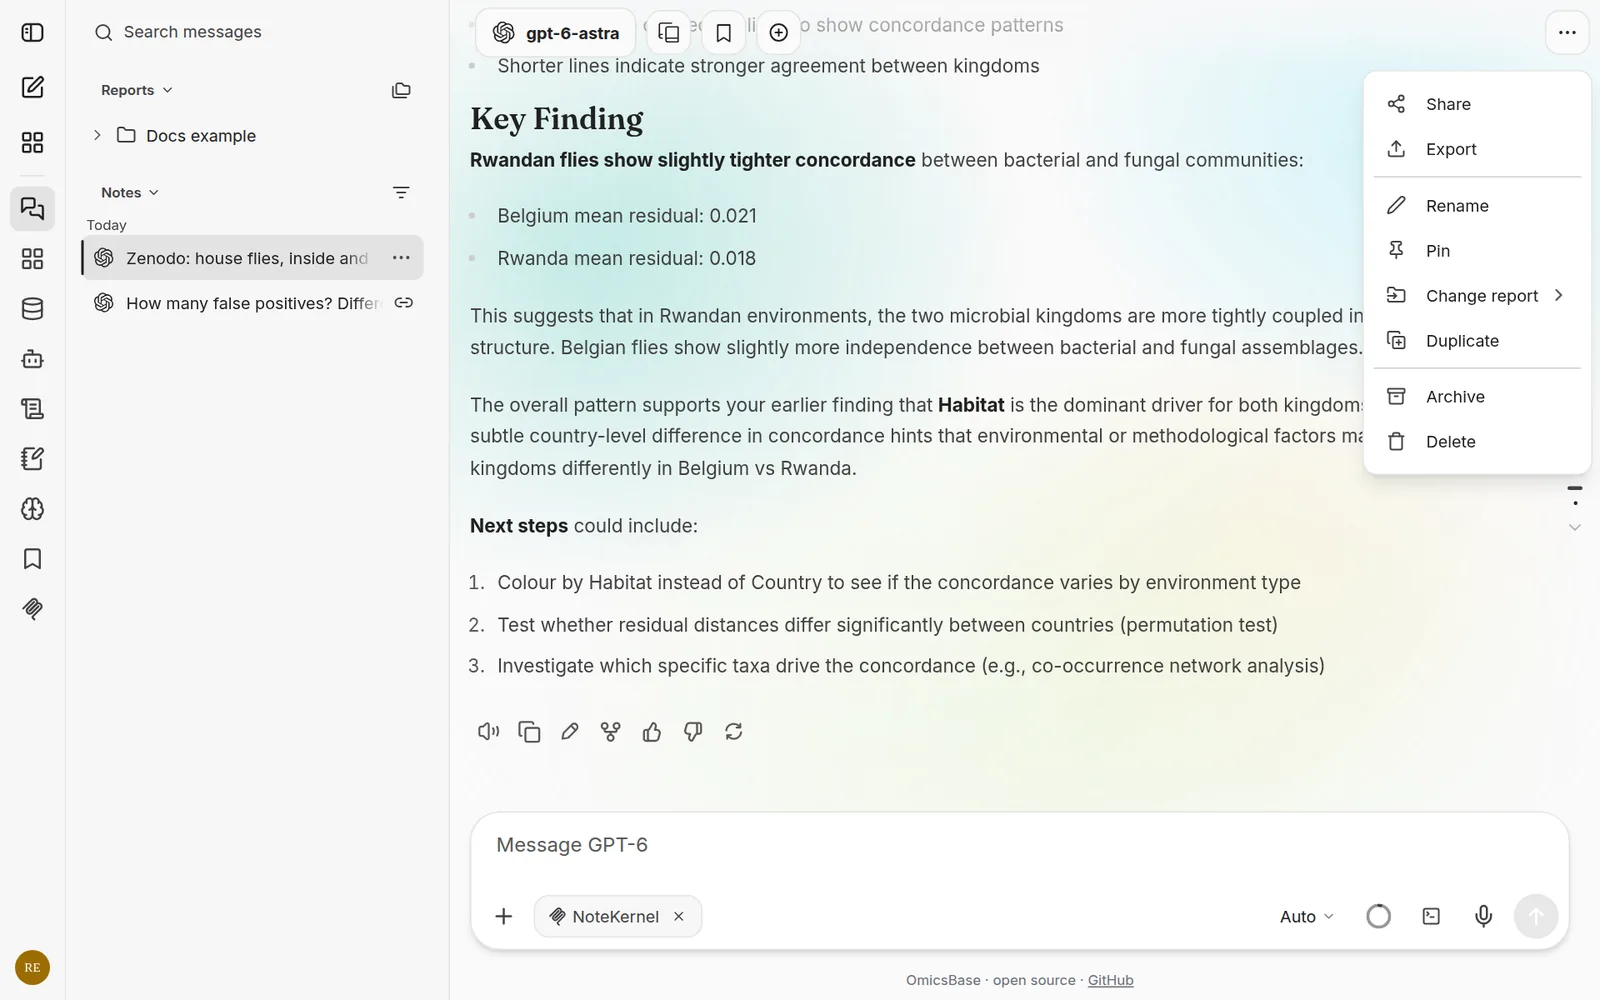 Search messages
Reports
Docs example
Notes
Today
Zenodo: house flies, inside and
How many false positives? Differ
RE
gpt-6-astra
to show concordance patterns
Shorter lines indicate stronger agreement between kingdoms
Key Finding
Rwandan flies show slightly tighter concordance between bacterial and fungal communities:
Belgium mean residual: 0.021
Rwanda mean residual: 0.018
This suggests that in Rwandan environments, the two microbial kingdoms are more tightly coupled in
structure. Belgian flies show slightly more independence between bacterial and fungal assemblages.
The overall pattern supports your earlier finding that Habitat is the dominant driver for both kingdoms
subtle country-level difference in concordance hints that environmental or methodological factors ma
kingdoms differently in Belgium vs Rwanda.
Next steps could include:
1. Colour by Habitat instead of Country to see if the concordance varies by environment type
2. Test whether residual distances differ significantly between countries (permutation test)
3. Investigate which specific taxa drive the concordance (e.g., co-occurrence network analysis)
Share
Export
Rename
Pin
Change report
Duplicate
Archive
Delete
Message GPT-6
NoteKernel
Auto
OmicsBase · open source · GitHub